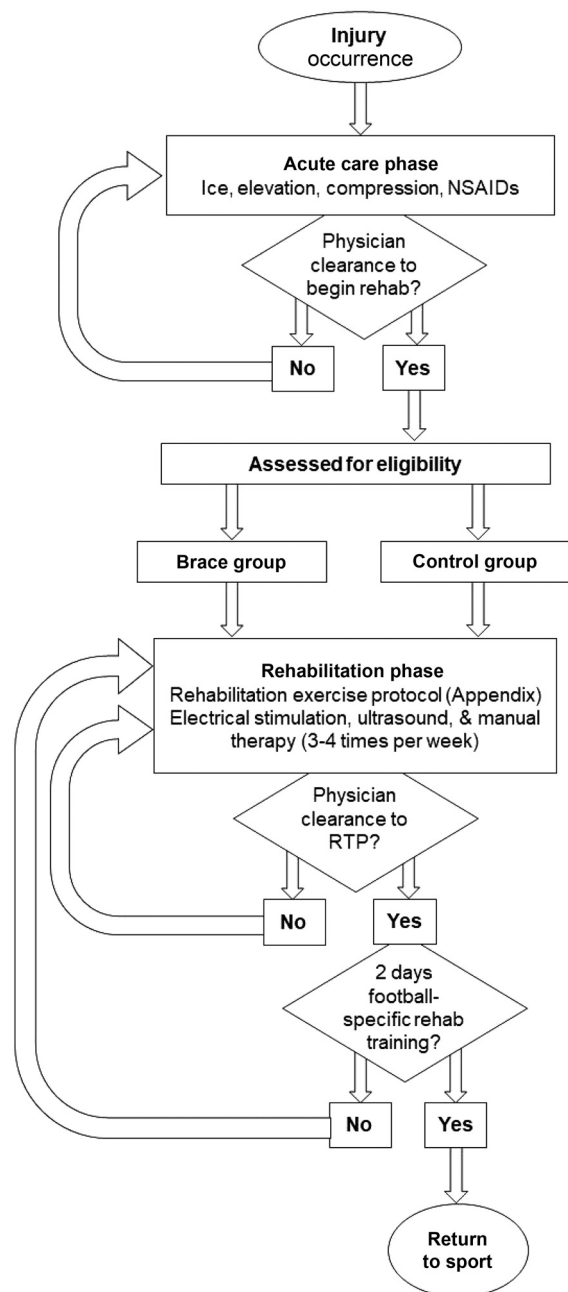 Injury
occurrence
Acute care phase
Ice, elevation, compression, NSAIDs
Physician
clearance to
begin rehab?
No
Yes
Assessed for eligibility
Brace group
Control group
Rehabilitation phase
Rehabilitation exercise protocol (Appendix)
Electrical stimulation, ultrasound, & manual
therapy (3-4 times per week)
Physician
clearance to
RTP?
No
Yes
2 days
football-
specific rehab
training?
No
Yes
Return
to sport